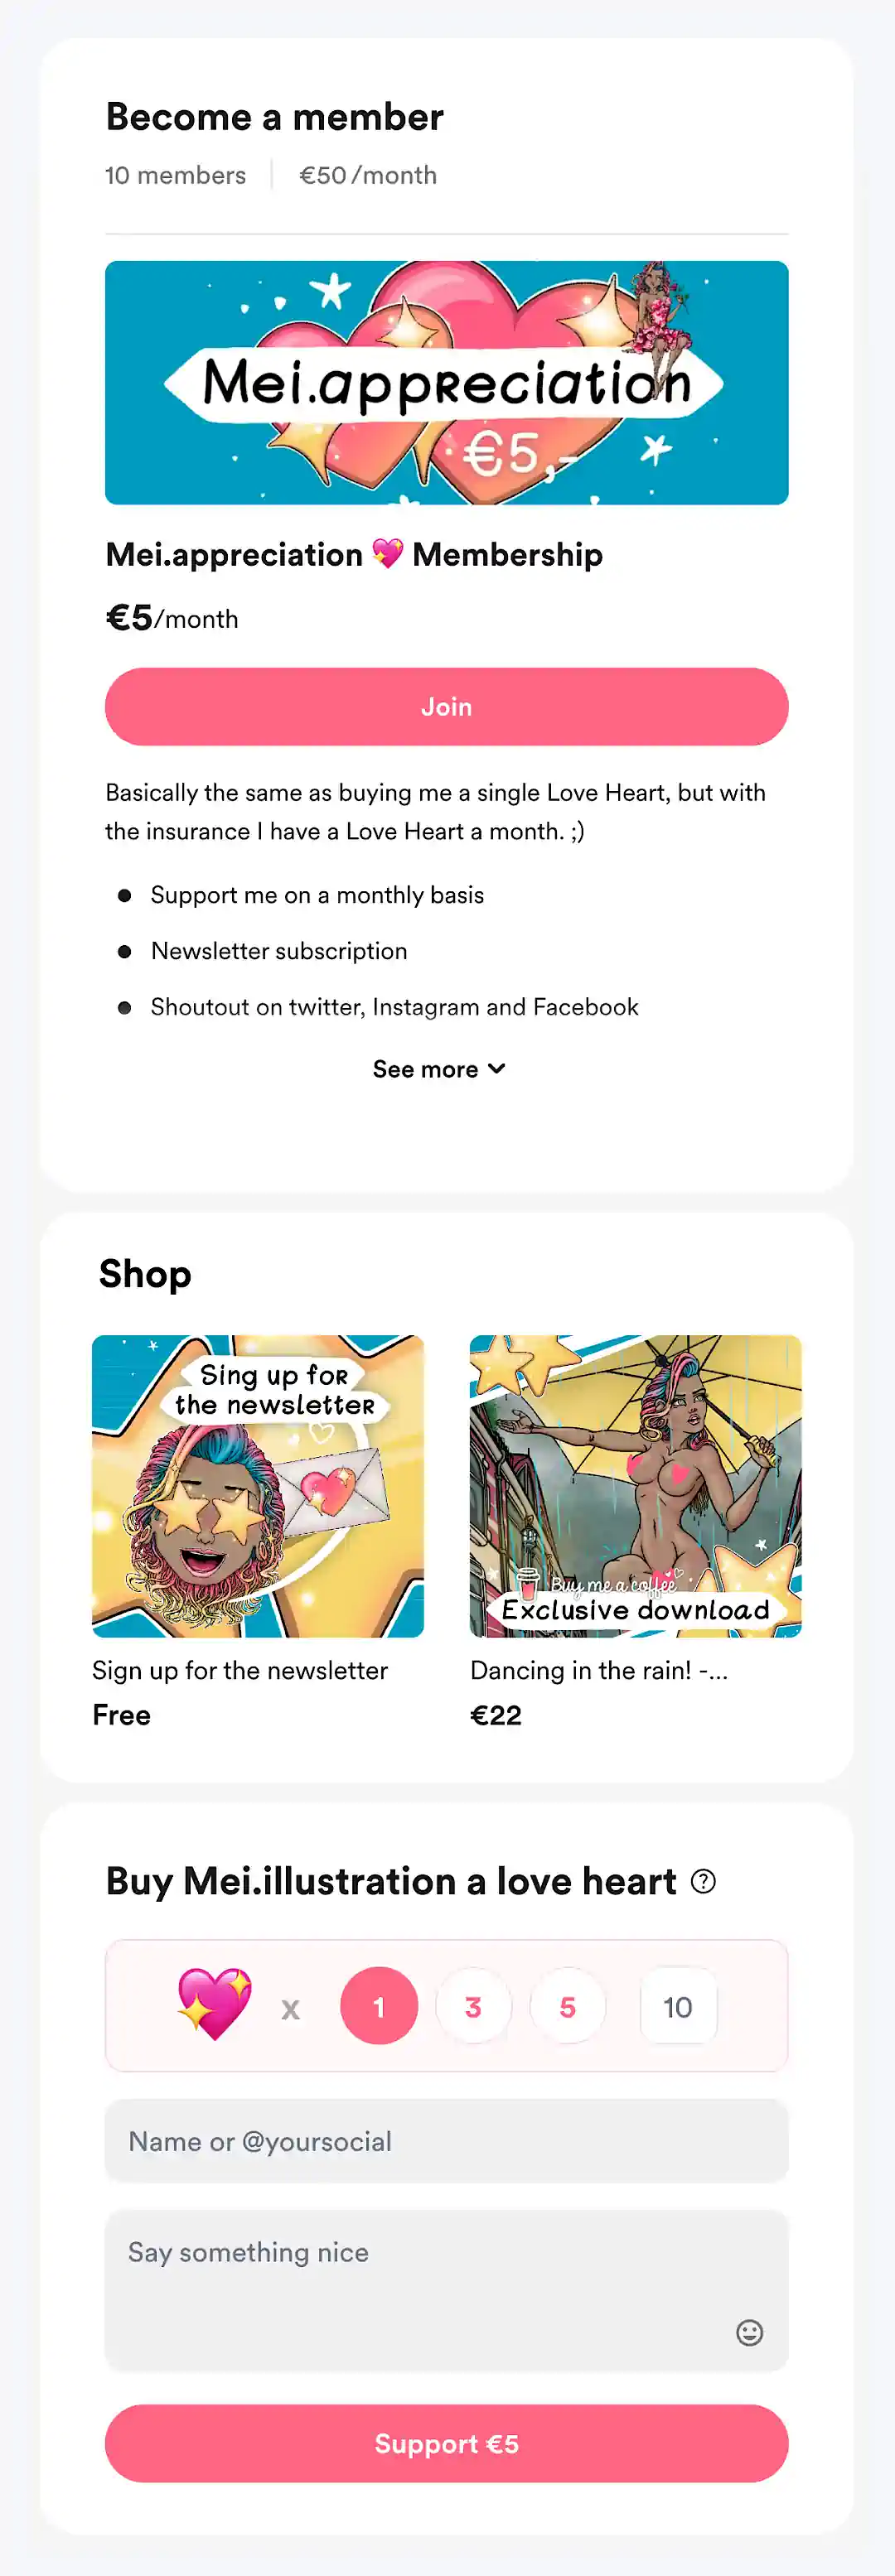 Become a member
10 members
€50 /month
Mei.appreciation
€5,-
Mei.appreciation 💖 Membership
€5/month
Join
Basically the same as buying me a single Love Heart, but with
the insurance I have a Love Heart a month. ;)
Support me on a monthly basis
Newsletter subscription
Shoutout on twitter, Instagram and Facebook
See more
Shop
Sing up for
the newsletter
Buy me a coffee
Exclusive download
Sign up for the newsletter
Free
Dancing in the rain! -...
€22
Buy Mei.illustration a love heart
x 1 3 5 10
Name or @yoursocial
Say something nice
Support €5